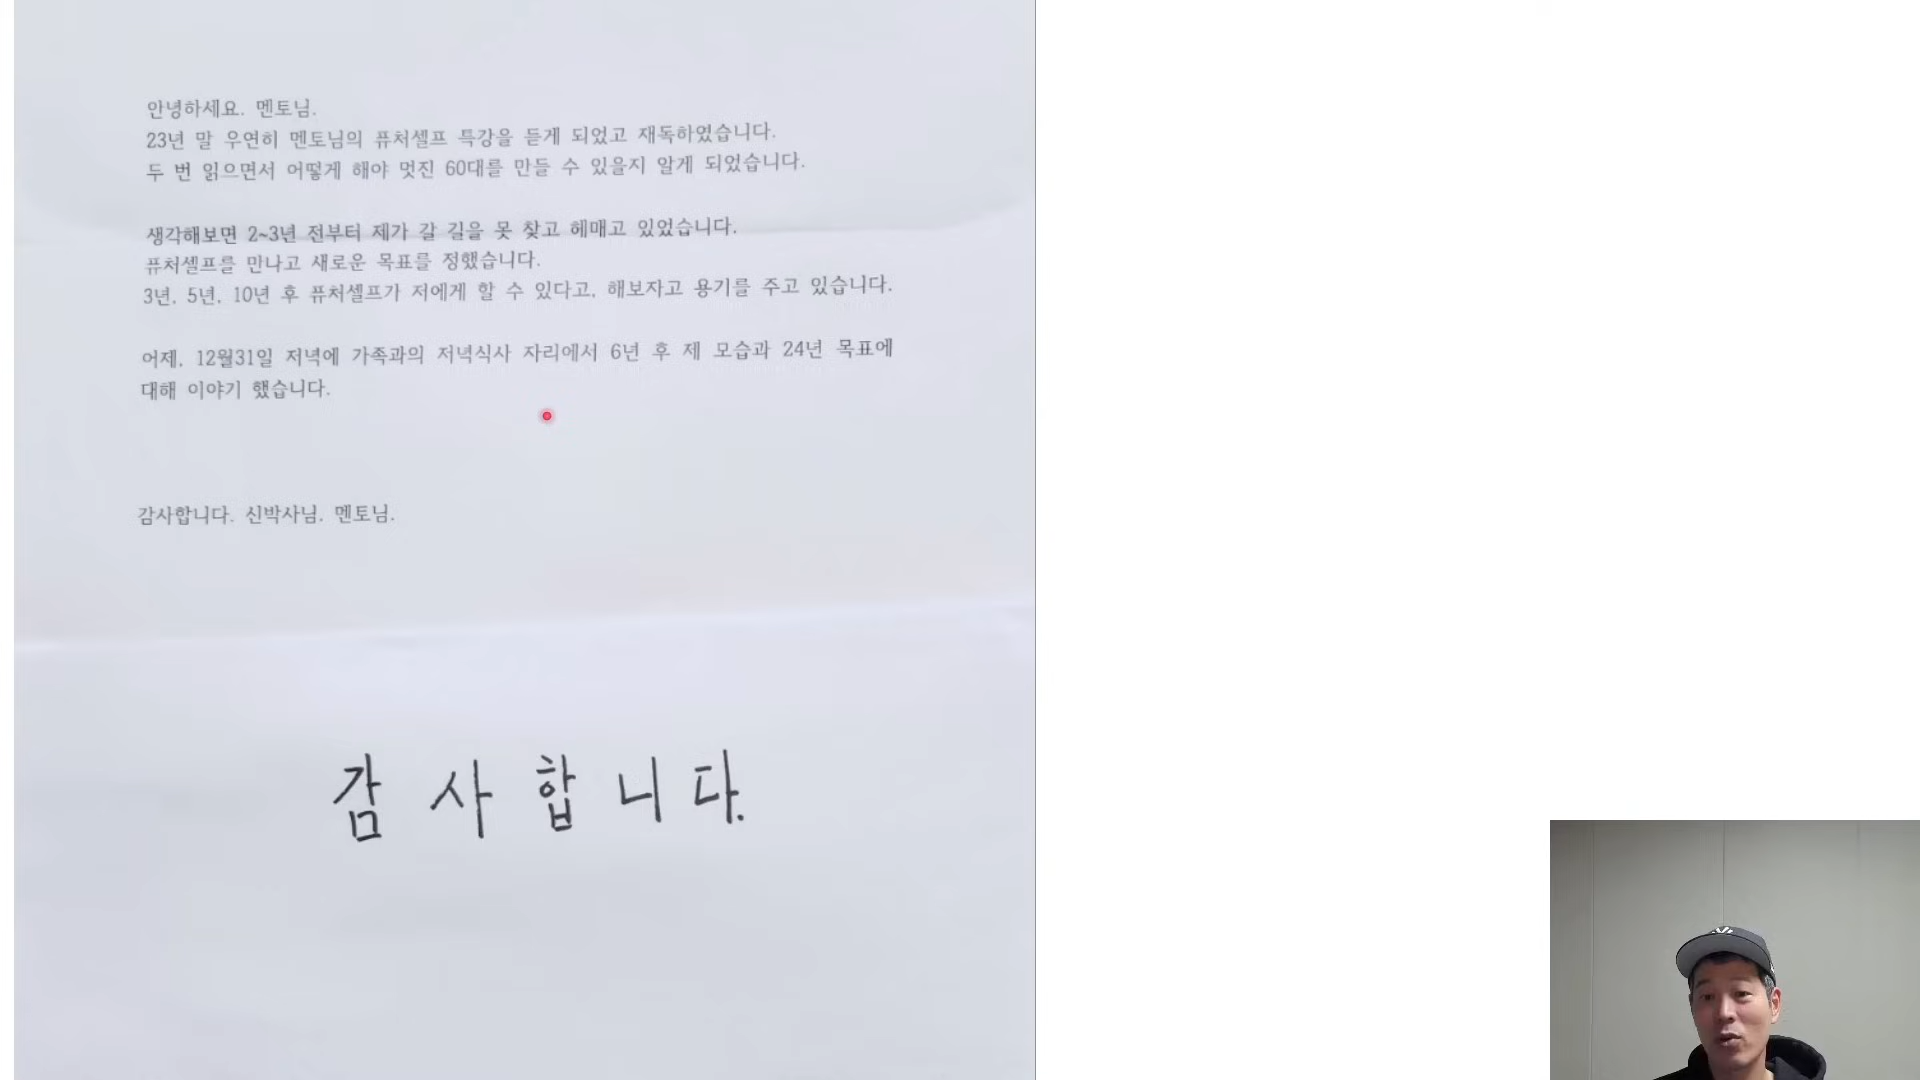 안녕하세요. 멘토님.
23년 말 우연히 멘토님의 퓨처셀프 특강을 듣게 되었고 재독하였습니다.
두 번 읽으면서 어떻게 해야 멋진 60대를 만들 수 있을지 알게 되었습니다.
생각해보면 2~3년 전부터 제가 갈 길을 못 찾고 헤매고 있었습니다.
퓨처셀프를 만나고 새로운 목표를 정했습니다.
3년, 5년, 10년 후 퓨처셀프가 저에게 할 수 있다고, 해보자고 용기를 주고 있습니다.
어제, 12월31일 저녁에 가족과의 저녁식사 자리에서 6년 후 제 모습과 24년 목표에
대해 이야기 했습니다.
감사합니다. 신박사님. 멘토님.
감 사 합 니 다.